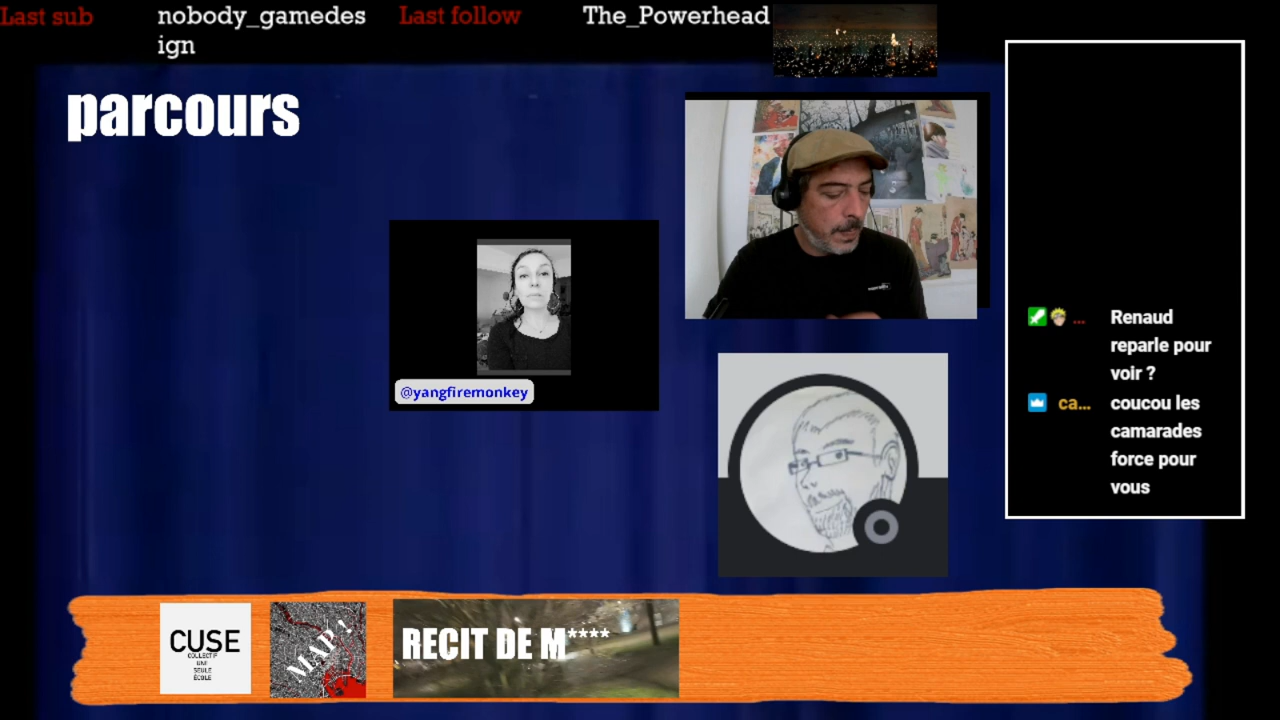 Last sub
nobody_gamedes
ign
Last follow
The_Powerhead
parcours
@yangfiremonkey
...
Renaud
reparle pour
voir ?
ca...
coucou les
camarades
force pour
vous
CUSE
COLLECTIF
UNE
SEULE
ÉCOLE
MAP !
RECIT DE M****